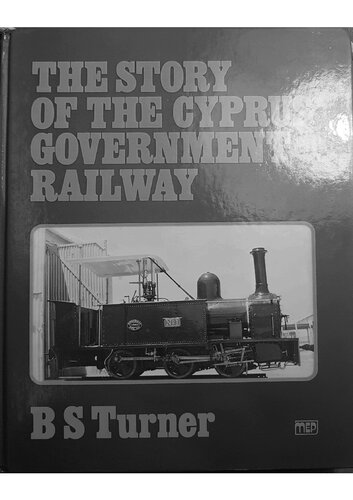 THE STORY
OF THE CYPRUS
GOVERNMENT
RAILWAY
B S Turner
MEP